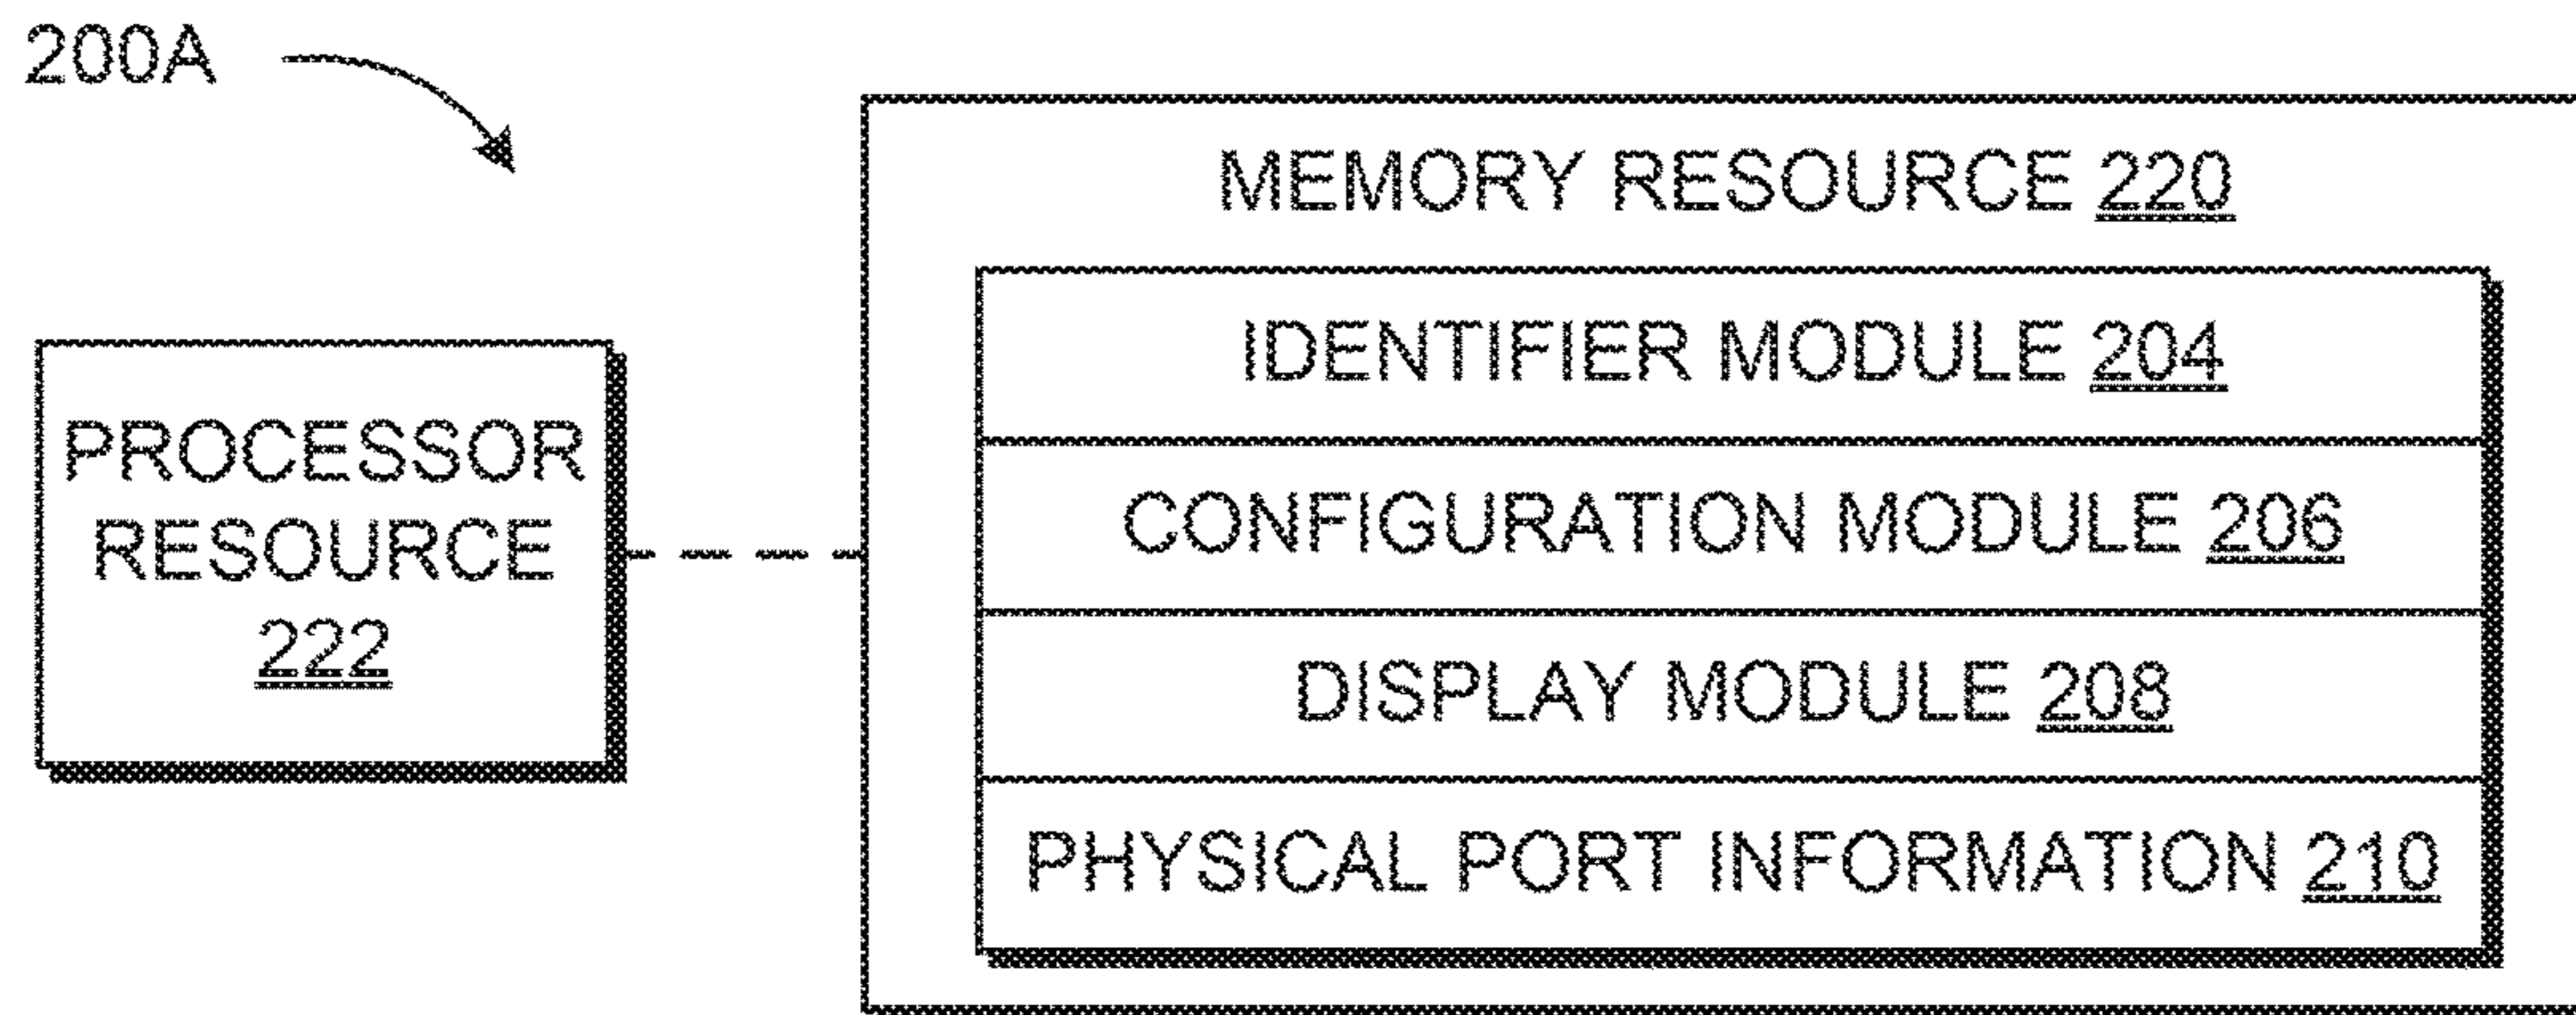 200A
MEMORY RESOURCE 220
IDENTIFIER MODULE 204
CONFIGURATION MODULE 206
DISPLAY MODULE 208
PHYSICAL PORT INFORMATION 210
PROCESSOR
RESOURCE
222